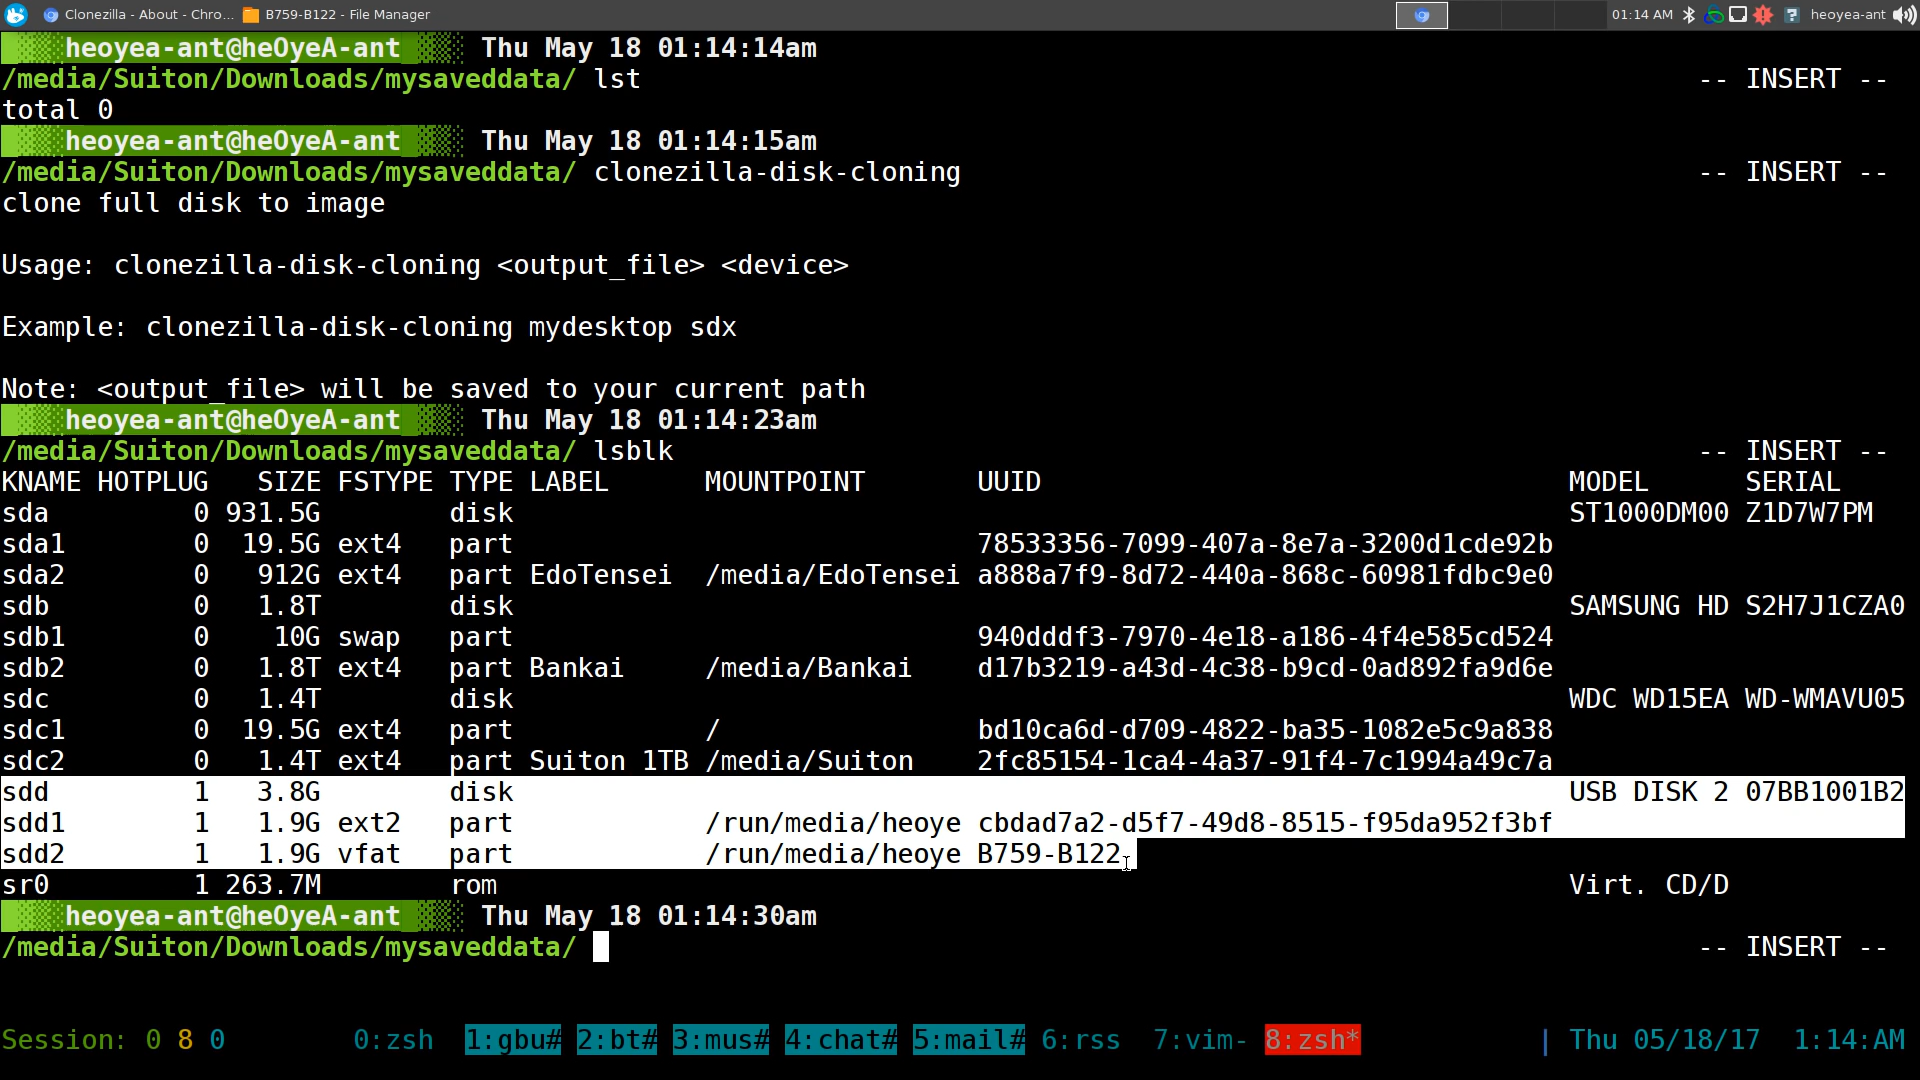 Clonezilla - About - Chro... B759-B122 - File Manager 01:14 AM heoyea-ant
heoyea-ant@heOyeA-ant Thu May 18 01:14:14am
/media/Suiton/Downloads/mysaveddata/ lst -- INSERT --
total 0
heoyea-ant@heOyeA-ant Thu May 18 01:14:15am
/media/Suiton/Downloads/mysaveddata/ clonezilla-disk-cloning -- INSERT --
clone full disk to image
Usage: clonezilla-disk-cloning <output_file> <device>
Example: clonezilla-disk-cloning mydesktop sdx
Note: <output_file> will be saved to your current path
heoyea-ant@heOyeA-ant Thu May 18 01:14:23am
/media/Suiton/Downloads/mysaveddata/ lsblk -- INSERT --
KNAME HOTPLUG SIZE FSTYPE TYPE LABEL MOUNTPOINT UUID MODEL SERIAL
sda 0 931.5G disk ST1000DM00 Z1D7W7PM
sda1 0 19.5G ext4 part 78533356-7099-407a-8e7a-3200d1cde92b
sda2 0 912G ext4 part EdoTensei /media/EdoTensei a888a7f9-8d72-440a-868c-60981fdbc9e0
sdb 0 1.8T disk SAMSUNG HD S2H7J1CZA0
sdb1 0 10G swap part 940dddf3-7970-4e18-a186-4f4e585cd524
sdb2 0 1.8T ext4 part Bankai /media/Bankai d17b3219-a43d-4c38-b9cd-0ad892fa9d6e
sdc 0 1.4T disk WDC WD15EA WD-WMAVU05
sdc1 0 19.5G ext4 part / bd10ca6d-d709-4822-ba35-1082e5c9a838
sdc2 0 1.4T ext4 part Suiton 1TB /media/Suiton 2fc85154-1ca4-4a37-91f4-7c1994a49c7a
sdd 1 3.8G disk USB DISK 2 07BB1001B2
sdd1 1 1.9G ext2 part /run/media/heoye cbdad7a2-d5f7-49d8-8515-f95da952f3bf
sdd2 1 1.9G vfat part /run/media/heoye B759-B122
sr0 1 263.7M rom Virt. CD/D
heoyea-ant@heOyeA-ant Thu May 18 01:14:30am
/media/Suiton/Downloads/mysaveddata/ -- INSERT --
Session: 0 8 0 0:zsh 1:gbu# 2:bt# 3:mus# 4:chat# 5:mail# 6:rss 7:vim- 8:zsh* | Thu 05/18/17 1:14:AM